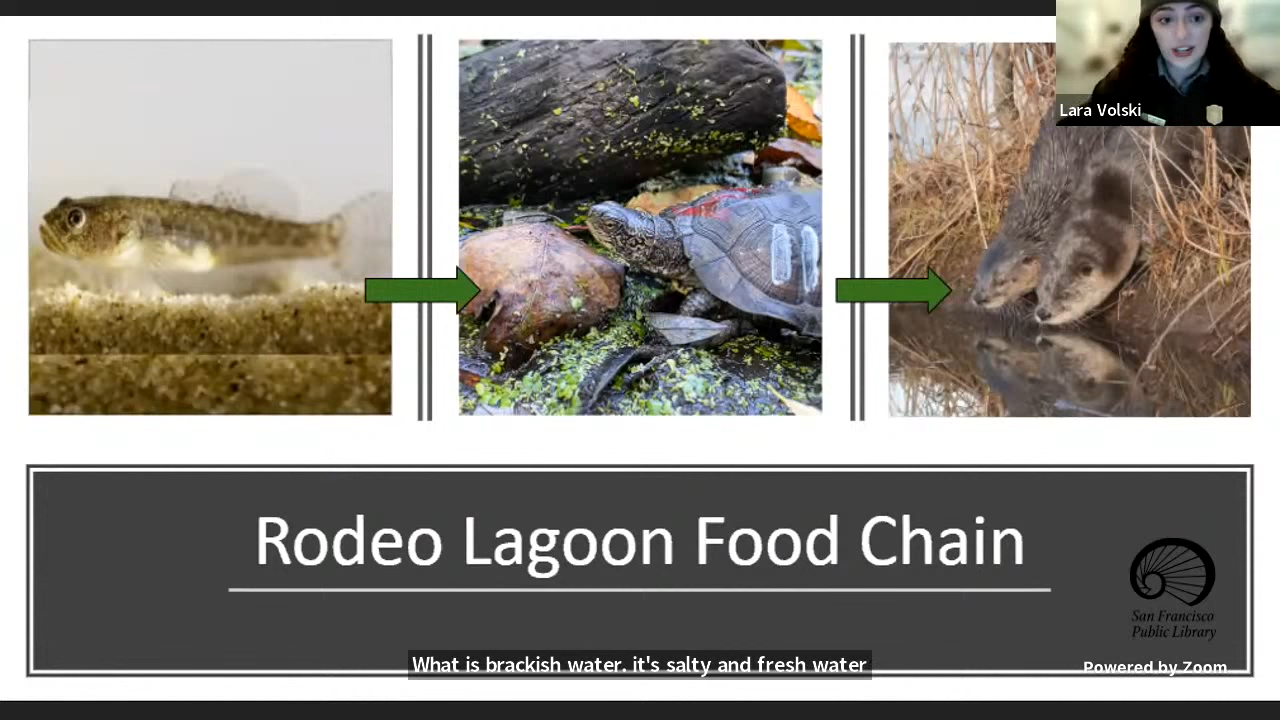 Lara Volski
Rodeo Lagoon Food Chain
San Francisco
Public Library
What is brackish water. it's salty and fresh water
Powered by Zoom